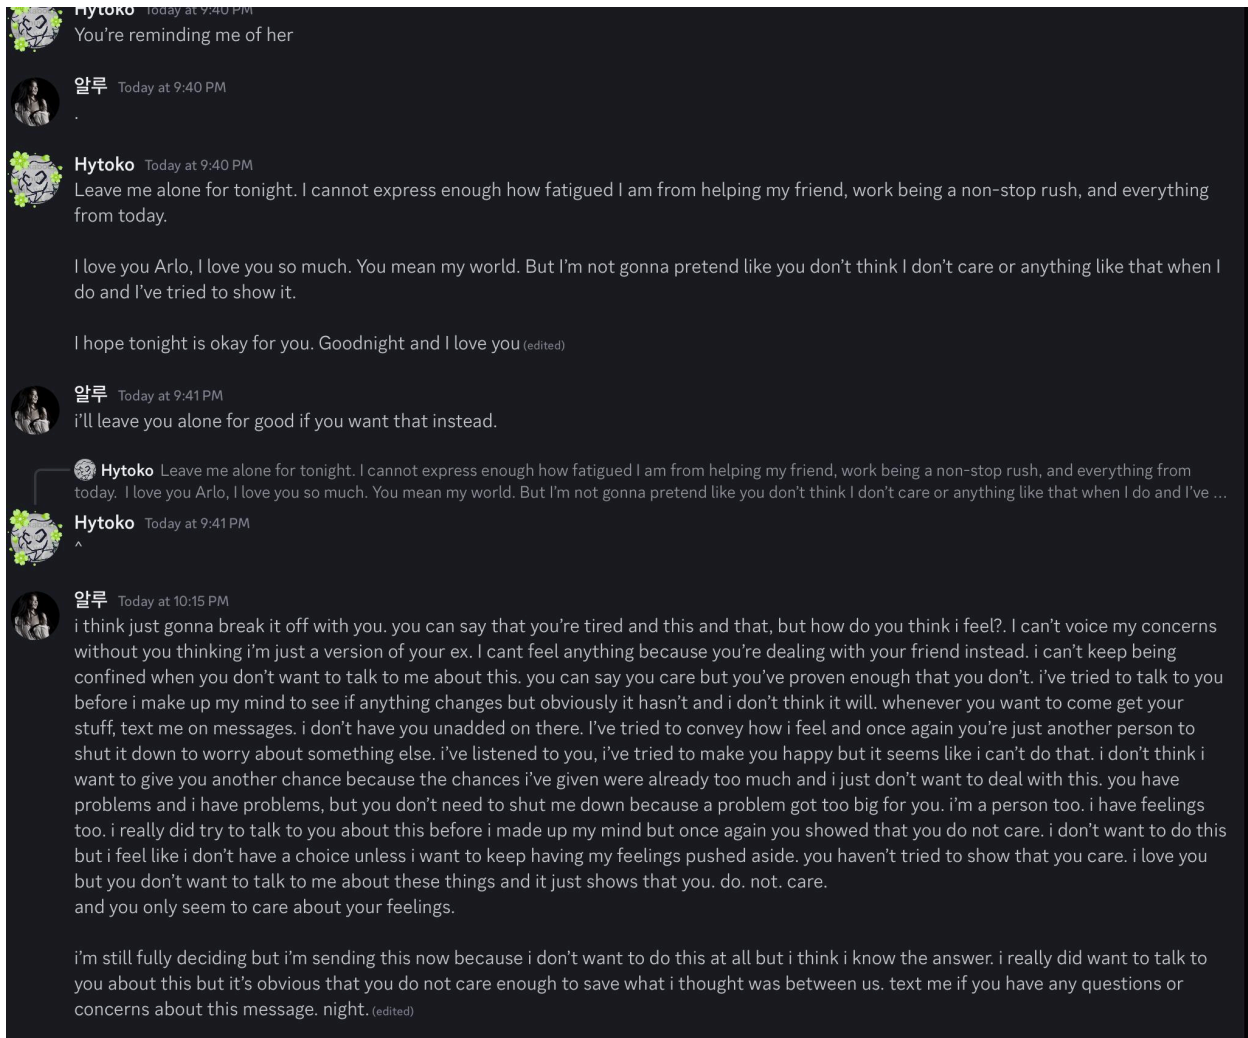 Hytoko Today at 9:40 PM
You're reminding me of her
알루 Today at 9:40 PM
.
Hytoko Today at 9:40 PM
Leave me alone for tonight. I cannot express enough how fatigued I am from helping my friend, work being a non-stop rush, and everything
from today.
I love you Arlo, I love you so much. You mean my world. But I'm not gonna pretend like you don't think I don't care or anything like that when I
do and I've tried to show it.
I hope tonight is okay for you. Goodnight and I love you (edited)
알루 Today at 9:41 PM
i'll leave you alone for good if you want that instead.
Hytoko Leave me alone for tonight. I cannot express enough how fatigued I am from helping my friend, work being a non-stop rush, and everything from
today. I love you Arlo, I love you so much. You mean my world. But I'm not gonna pretend like you don't think I don't care or anything like that when I do and I've ...
Hytoko Today at 9:41 PM
^
알루 Today at 10:15 PM
i think just gonna break it off with you. you can say that you're tired and this and that, but how do you think i feel?. I can't voice my concerns
without you thinking i'm just a version of your ex. I cant feel anything because you're dealing with your friend instead. i can't keep being
confined when you don't want to talk to me about this. you can say you care but you've proven enough that you don't. i've tried to talk to you
before i make up my mind to see if anything changes but obviously it hasn't and i don't think it will. whenever you want to come get your
stuff, text me on messages. i don't have you unadded on there. I've tried to convey how i feel and once again you're just another person to
shut it down to worry about something else. i've listened to you, i've tried to make you happy but it seems like i can't do that. i don't think i
want to give you another chance because the chances i've given were already too much and i just don't want to deal with this. you have
problems and i have problems, but you don't need to shut me down because a problem got too big for you. i'm a person too. i have feelings
too. i really did try to talk to you about this before i made up my mind but once again you showed that you do not care. i don't want to do this
but i feel like i don't have a choice unless i want to keep having my feelings pushed aside. you haven't tried to show that you care. i love you
but you don't want to talk to me about these things and it just shows that you. do. not. care.
and you only seem to care about your feelings.
i'm still fully deciding but i'm sending this now because i don't want to do this at all but i think i know the answer. i really did want to talk to
you about this but it's obvious that you do not care enough to save what i thought was between us. text me if you have any questions or
concerns about this message. night. (edited)